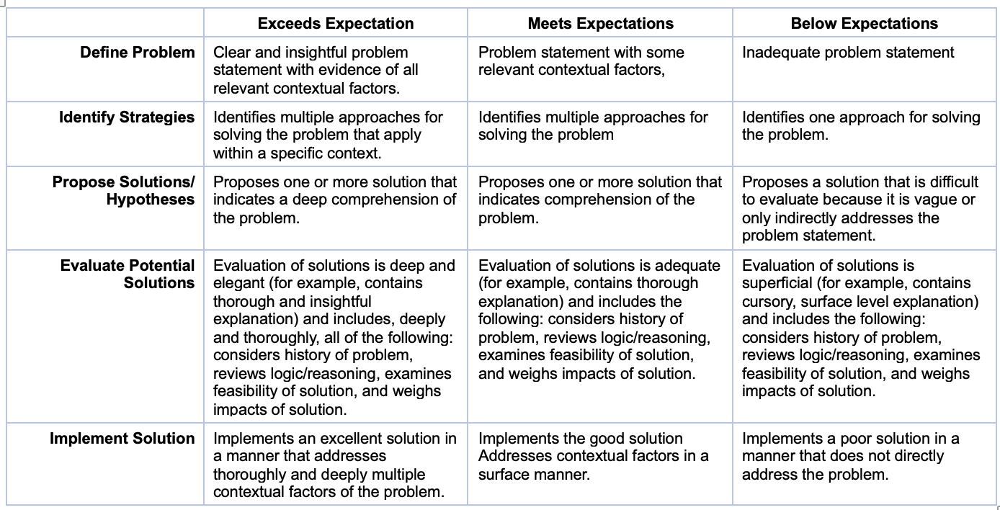 Exceeds Expectation
Meets Expectations
Below Expectations
Define Problem
Clear and insightful problem
statement with evidence of all
relevant contextual factors.
Problem statement with some
relevant contextual factors,
Inadequate problem statement
Identify Strategies
Identifies multiple approaches for
solving the problem that apply
within a specific context.
Identifies multiple approaches for
solving the problem
Identifies one approach for solving
the problem.
Propose Solutions/
Hypotheses
Proposes one or more solution that
indicates a deep comprehension of
the problem.
Proposes one or more solution that
indicates comprehension of the
problem.
Proposes a solution that is difficult
to evaluate because it is vague or
only indirectly addresses the
problem statement.
Evaluate Potential
Solutions
Evaluation of solutions is deep and
elegant (for example, contains
thorough and insightful
explanation) and includes, deeply
and thoroughly, all of the following:
considers history of problem,
reviews logic/reasoning, examines
feasibility of solution, and weighs
impacts of solution.
Evaluation of solutions is adequate
(for example, contains thorough
explanation) and includes the
following: considers history of
problem, reviews logic/reasoning,
examines feasibility of solution,
and weighs impacts of solution.
Evaluation of solutions is
superficial (for example, contains
cursory, surface level explanation)
and includes the following:
considers history of problem,
reviews logic/reasoning, examines
feasibility of solution, and weighs
impacts of solution.
Implement Solution
Implements an excellent solution in
a manner that addresses
thoroughly and deeply multiple
contextual factors of the problem.
Implements the good solution
Addresses contextual factors in a
surface manner.
Implements a poor solution in a
manner that does not directly
address the problem.